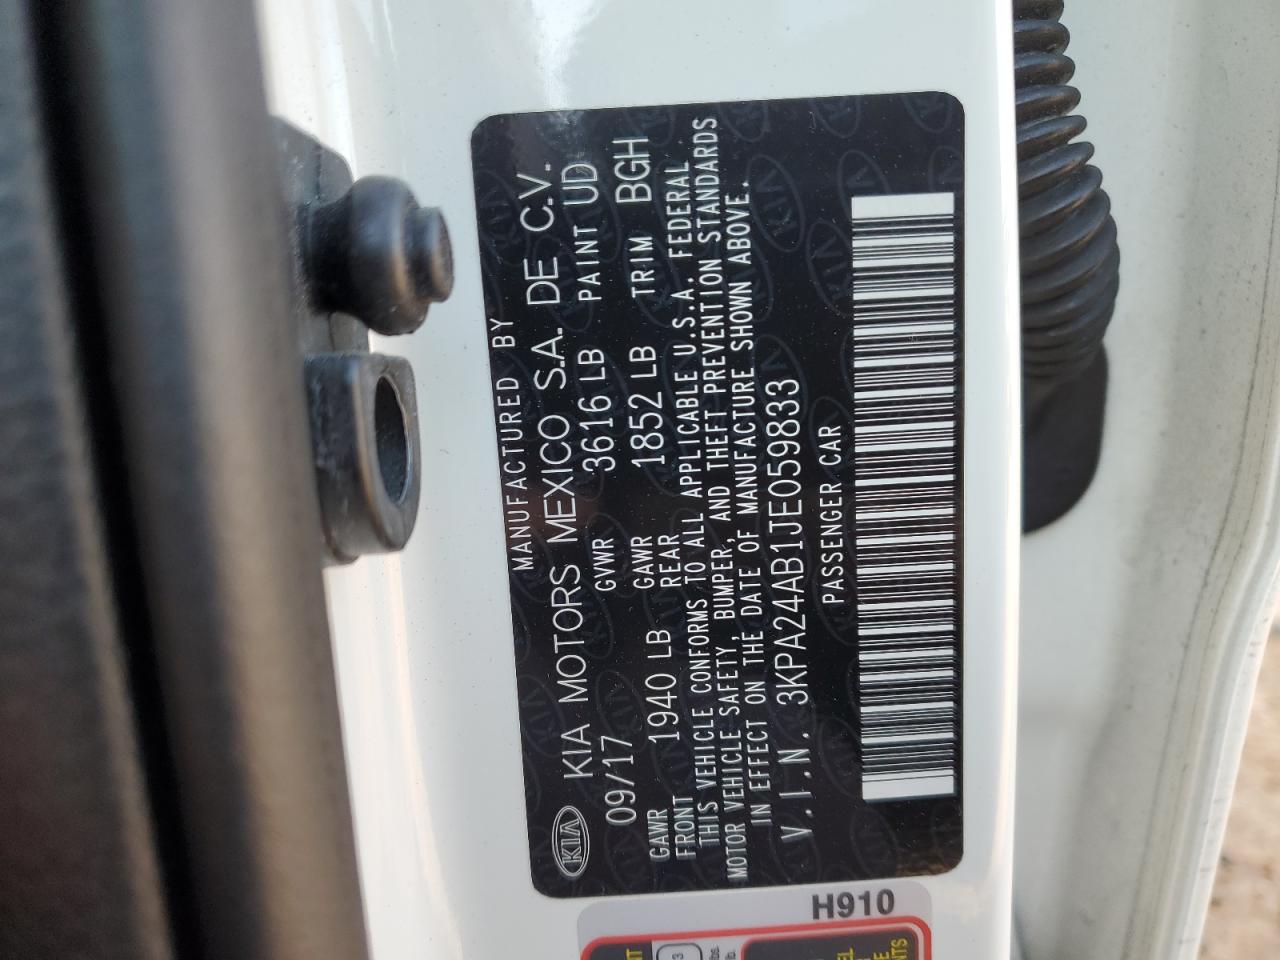 MANUFACTURED BY
KIA KIA MOTORS MEXICO S.A. DE C.V.
09/17 GVWR 3616 LB PAINT UD
GAWR FRONT 1940 LB GAWR REAR 1852 LB TRIM BGH
THIS VEHICLE CONFORMS TO ALL APPLICABLE U.S.A. FEDERAL
MOTOR VEHICLE SAFETY, BUMPER, AND THEFT PREVENTION STANDARDS
IN EFFECT ON THE DATE OF MANUFACTURE SHOWN ABOVE.
V.I.N. 3KPA24AB1JE059833
PASSENGER CAR
H910